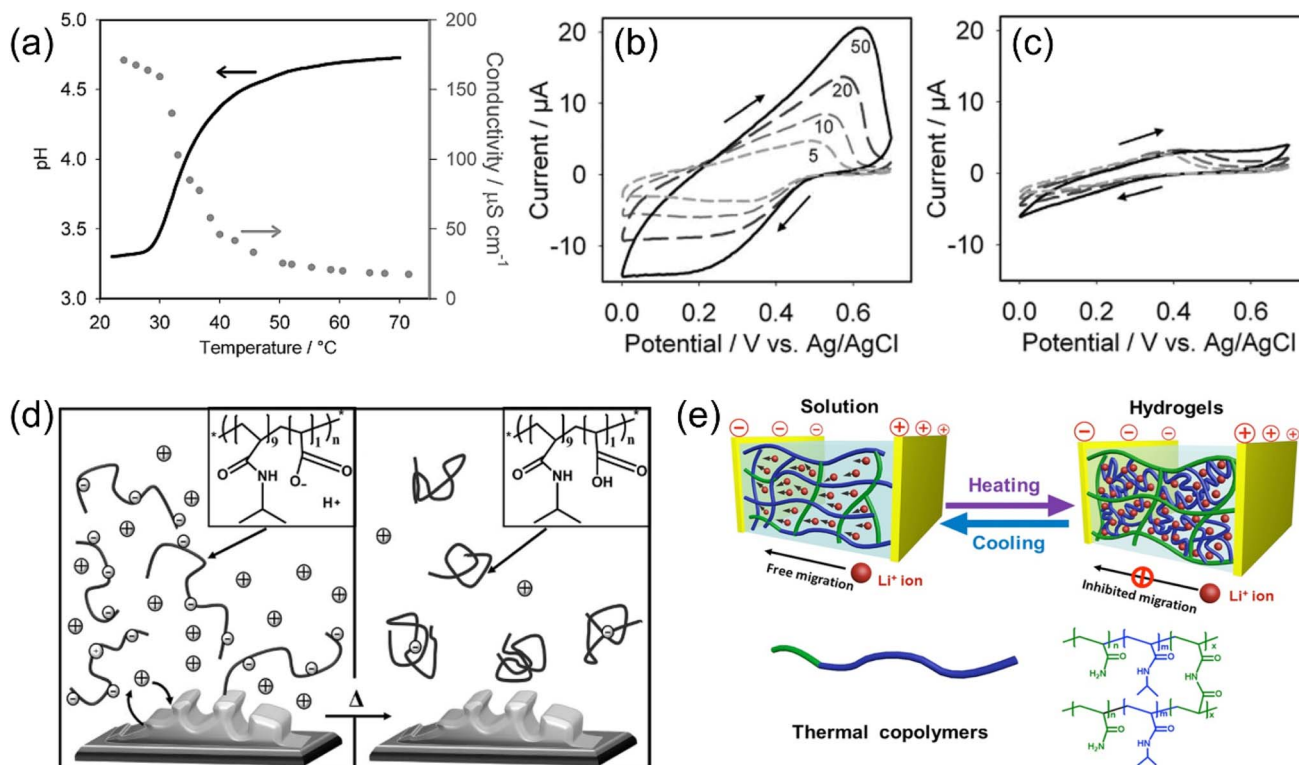 (a)
5.0
4.5
4.0
3.5
3.0
pH
20 30 40 50 60 70
Temperature / °C
200
150
100
50
0
Conductivity / µS cm⁻¹
(b)
20
10
0
-10
Current / µA
50
20
10
5
0.0 0.2 0.4 0.6
Potential / V vs. Ag/AgCl
(c)
20
10
0
-10
Current / µA
0.0 0.2 0.4 0.6
Potential / V vs. Ag/AgCl
(d)
* ( )9 ( )1 n *
O NH O- O
H+
* ( )9 ( )1 n *
O NH OH O
Δ
(e)
Solution
Hydrogels
Heating
Cooling
Free migration
Li⁺ ion
Inhibited migration
Li⁺ ion
Thermal copolymers
n m x
H₂N O HN O O
NH
n m x O
H₂N O HN O